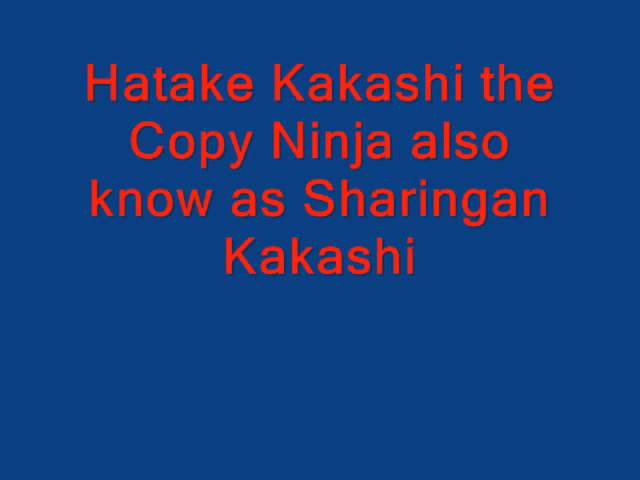 Hatake Kakashi the
Copy Ninja also
know as Sharingan
Kakashi